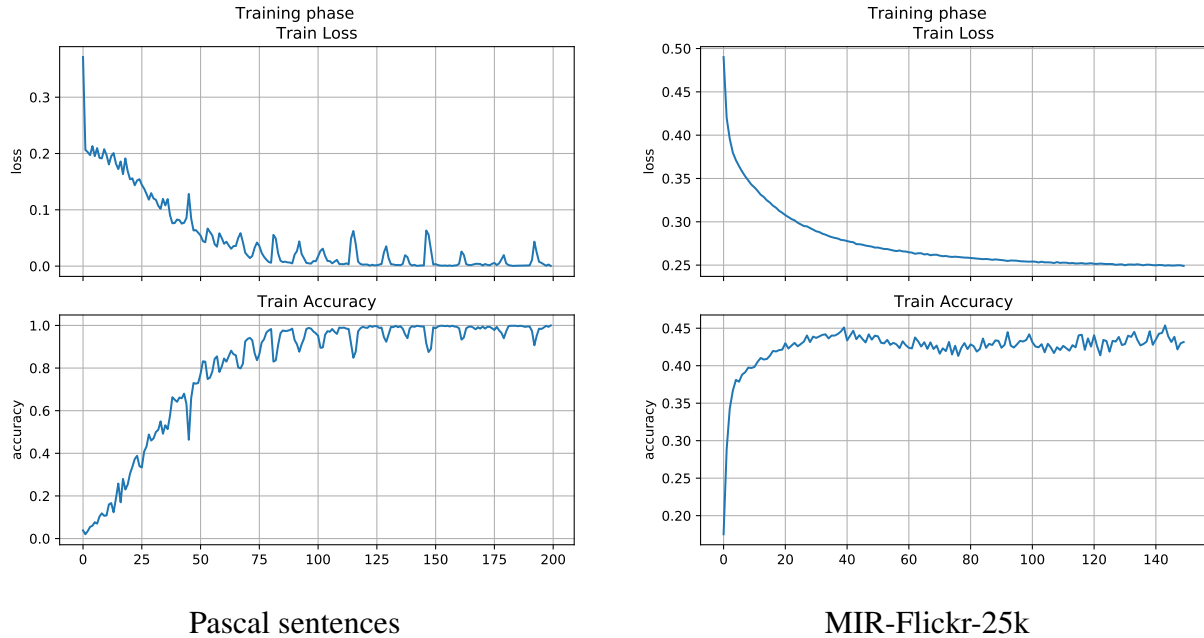 Training phase
Train Loss
loss
0.3
0.2
0.1
0.0
Train Accuracy
accuracy
1.0
0.8
0.6
0.4
0.2
0.0
0 25 50 75 100 125 150 175 200
Pascal sentences
Training phase
Train Loss
loss
0.50
0.45
0.40
0.35
0.30
0.25
Train Accuracy
accuracy
0.45
0.40
0.35
0.30
0.25
0.20
0 20 40 60 80 100 120 140
MIR-Flickr-25k